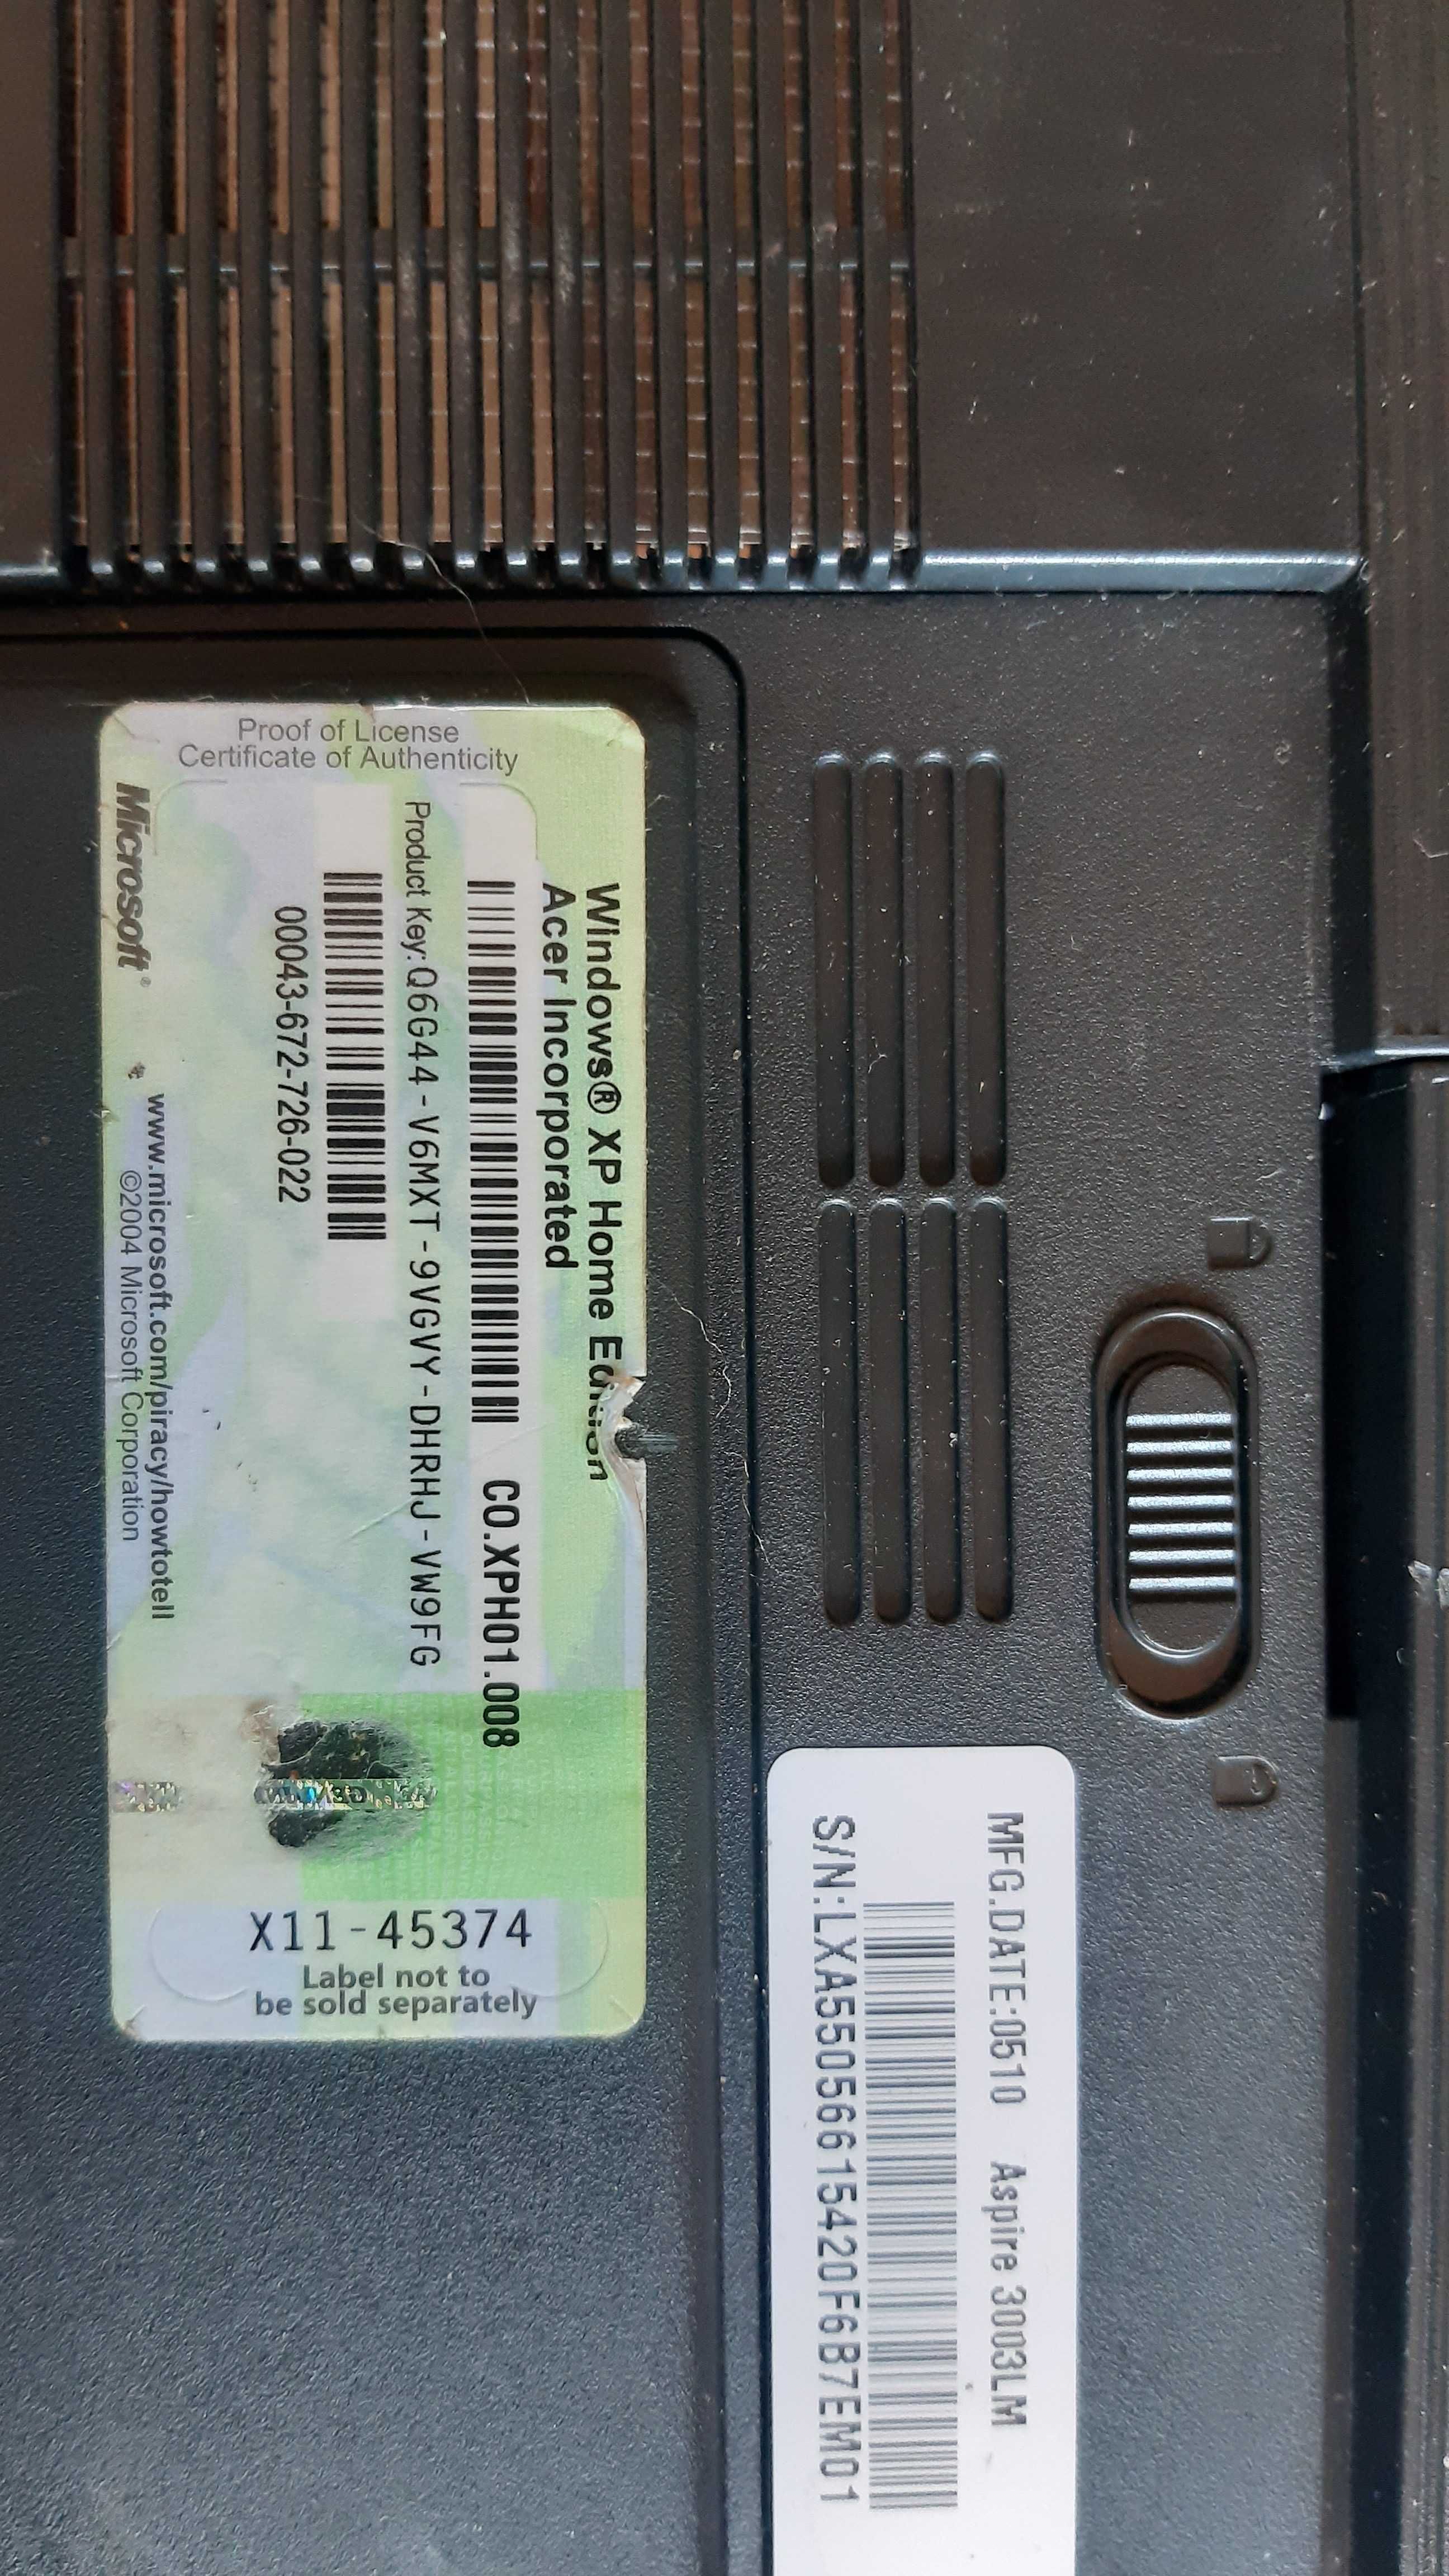 Proof of License
Certificate of Authenticity
Windows® XP Home Edition
Acer Incorporated
CO.XPH01.008
Product Key:Q6G44-V6MXT-9VGVY-DHRHJ-VW9FG
00043-672-726-022
Microsoft®
www.microsoft.com/piracy/howtotell
©2004 Microsoft Corporation
X11-45374
Label not to
be sold separately
MFG.DATE:0510 Aspire 3003LM
S/N:LXA55056615420F6B7EM01